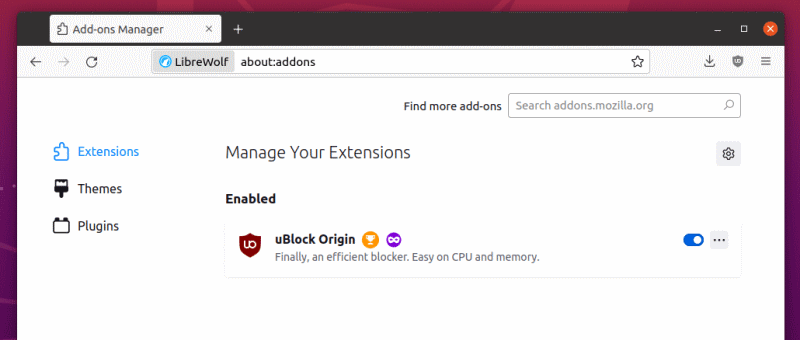 Add-ons Manager
LibreWolf about:addons
Find more add-ons Search addons.mozilla.org
Extensions
Manage Your Extensions
Themes
Enabled
Plugins
uBlock Origin
Finally, an efficient blocker. Easy on CPU and memory.